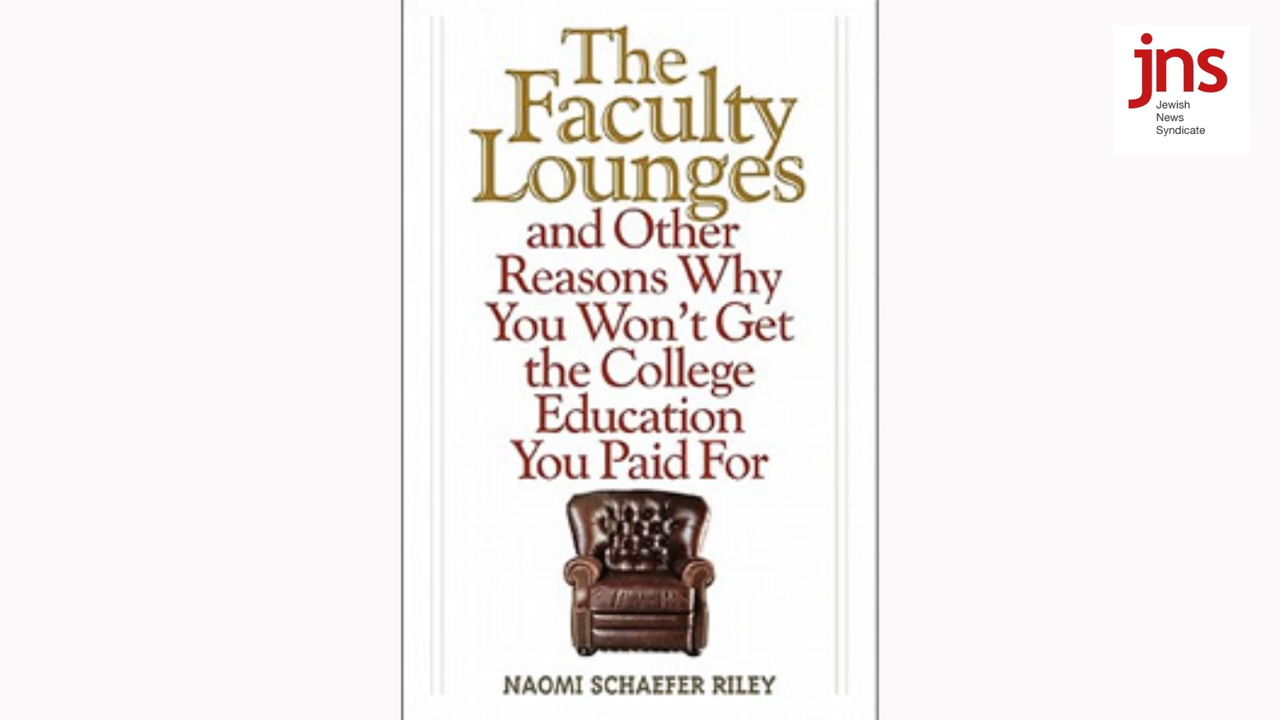 The
Faculty
Lounges
and Other
Reasons Why
You Won't Get
the College
Education
You Paid For
NAOMI SCHAEFER RILEY
jns
Jewish
News
Syndicate